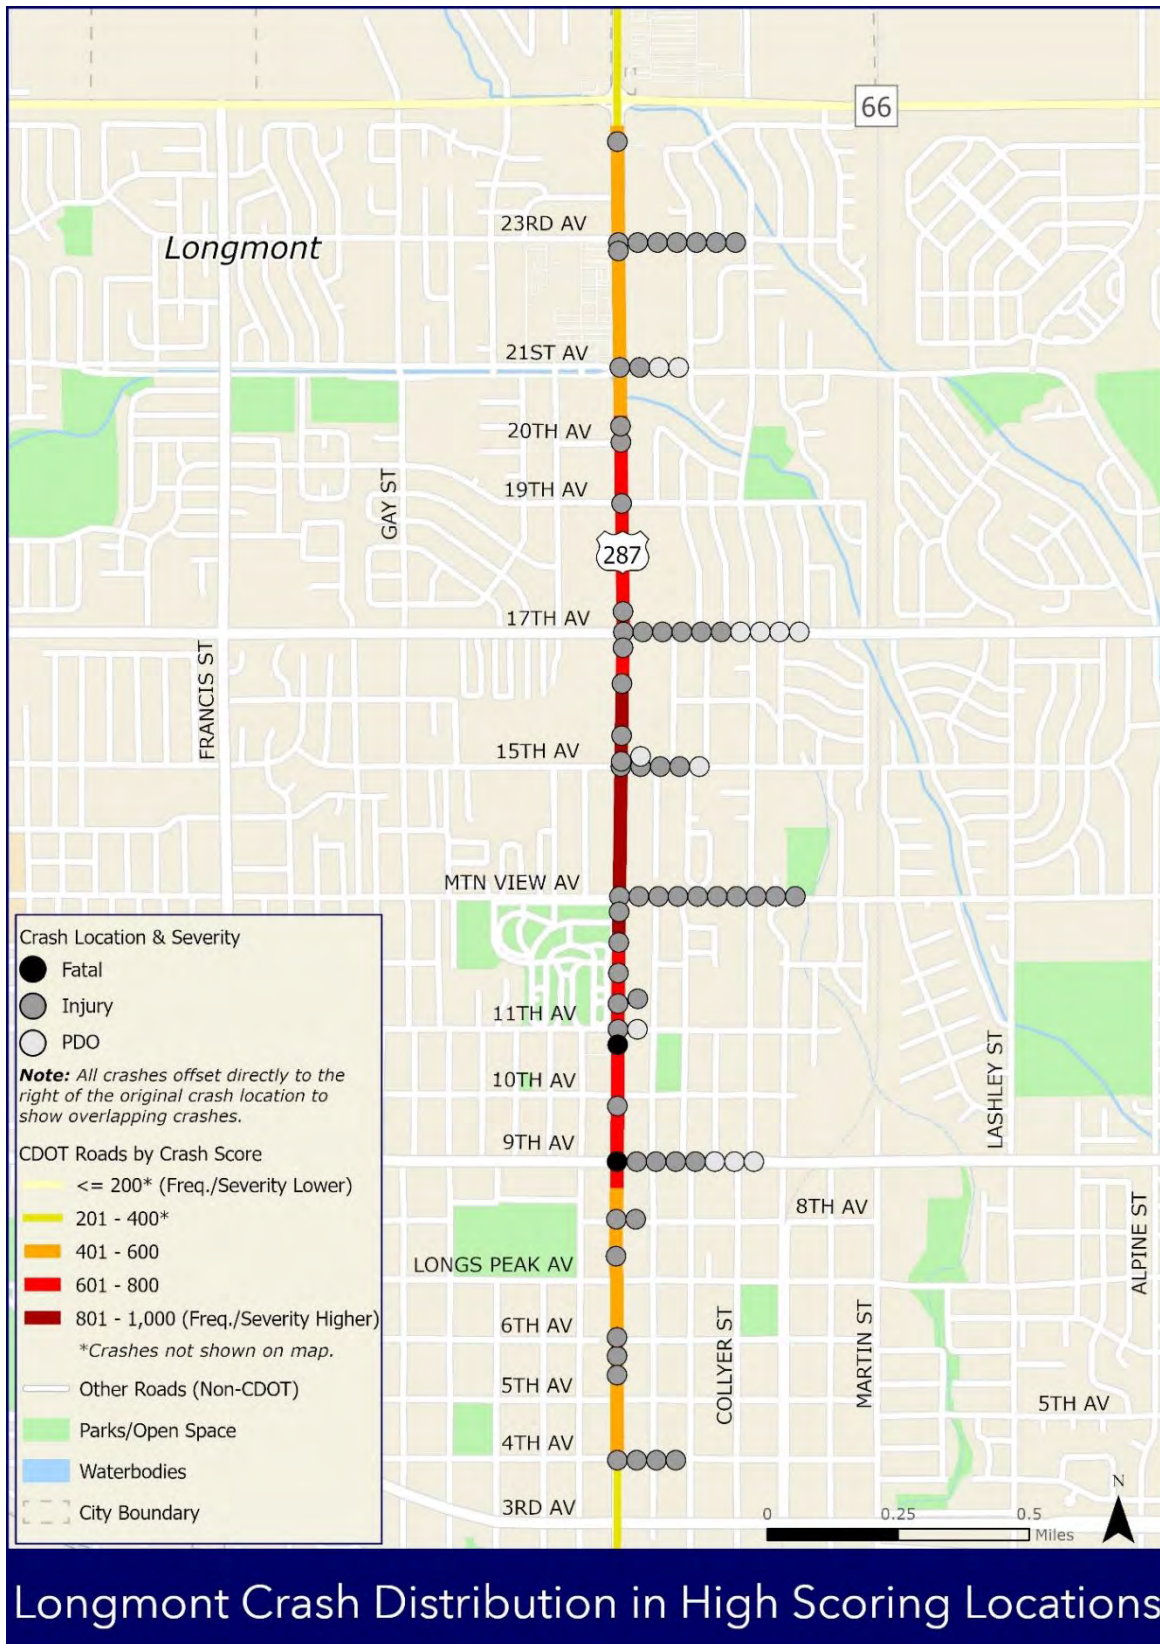 66
23RD AV
Longmont
21ST AV
20TH AV
19TH AV
GAY ST
287
17TH AV
FRANCIS ST
15TH AV
MTN VIEW AV
Crash Location & Severity
Fatal
Injury
PDO
Note: All crashes offset directly to the
right of the original crash location to
show overlapping crashes.
CDOT Roads by Crash Score
<= 200* (Freq./Severity Lower)
201 - 400*
401 - 600
601 - 800
801 - 1,000 (Freq./Severity Higher)
*Crashes not shown on map.
Other Roads (Non-CDOT)
Parks/Open Space
Waterbodies
City Boundary
11TH AV
10TH AV
LASHLEY ST
9TH AV
8TH AV
LONGS PEAK AV
ALPINE ST
6TH AV
COLLYER ST
MARTIN ST
5TH AV
5TH AV
4TH AV
3RD AV
N
0 0.25 0.5
Miles
Longmont Crash Distribution in High Scoring Locations